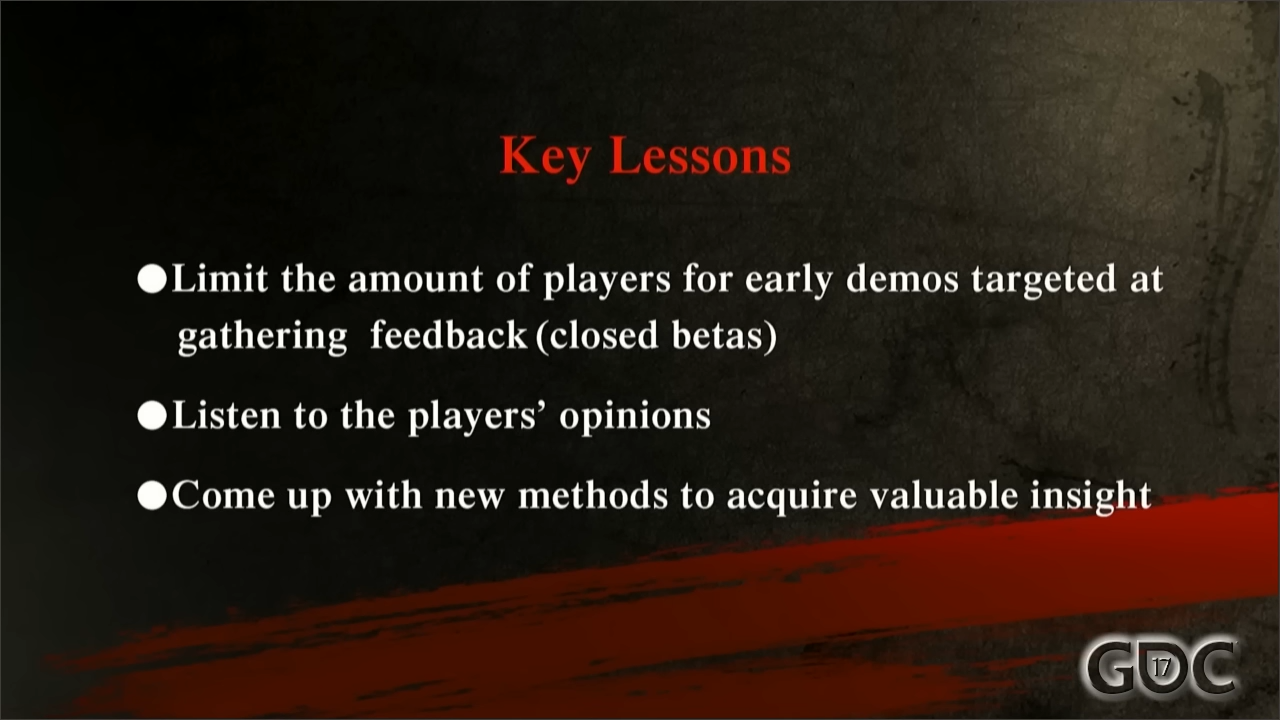 Key Lessons
●Limit the amount of players for early demos targeted at
gathering feedback (closed betas)
●Listen to the players’ opinions
●Come up with new methods to acquire valuable insight
GDC 17